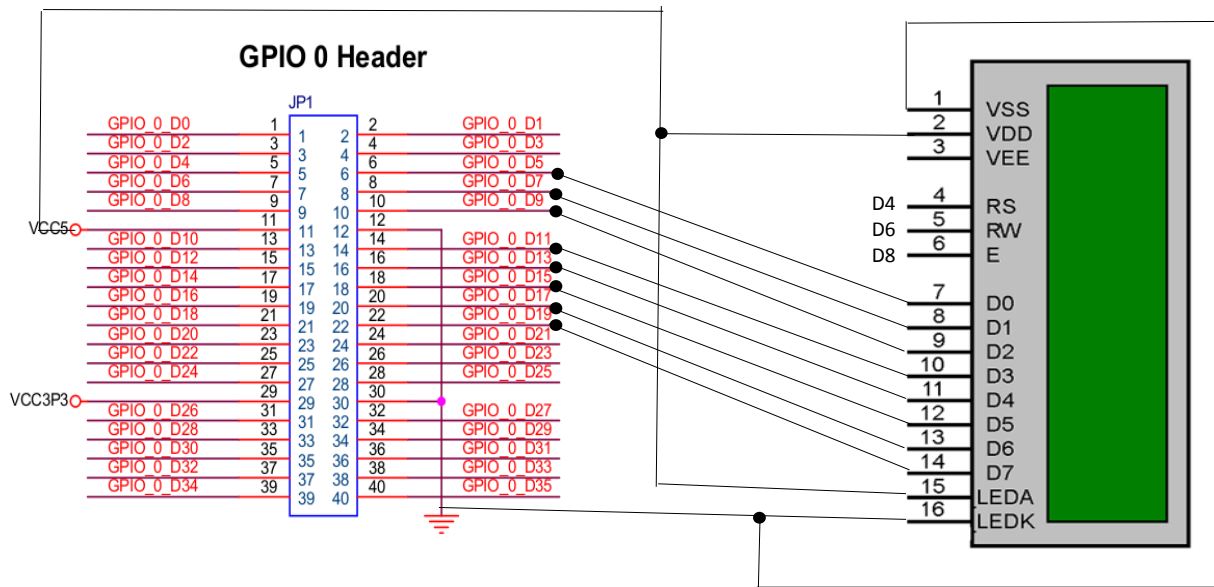 GPIO 0 Header
JP1
GPIO_0_D0 1 1 2 2 GPIO_0_D1
GPIO_0_D2 3 3 4 4 GPIO_0_D3
GPIO_0_D4 5 5 6 6 GPIO_0_D5
GPIO_0_D6 7 7 8 8 GPIO_0_D7
GPIO_0_D8 9 9 10 10 GPIO_0_D9
VCC5 11 11 12 12
GPIO_0_D10 13 13 14 14 GPIO_0_D11
GPIO_0_D12 15 15 16 16 GPIO_0_D13
GPIO_0_D14 17 17 18 18 GPIO_0_D15
GPIO_0_D16 19 19 20 20 GPIO_0_D17
GPIO_0_D18 21 21 22 22 GPIO_0_D19
GPIO_0_D20 23 23 24 24 GPIO_0_D21
GPIO_0_D22 25 25 26 26 GPIO_0_D23
GPIO_0_D24 27 27 28 28 GPIO_0_D25
VCC3P3 29 29 30 30
GPIO_0_D26 31 31 32 32 GPIO_0_D27
GPIO_0_D28 33 33 34 34 GPIO_0_D29
GPIO_0_D30 35 35 36 36 GPIO_0_D31
GPIO_0_D32 37 37 38 38 GPIO_0_D33
GPIO_0_D34 39 39 40 40 GPIO_0_D35
1 VSS
2 VDD
3 VEE
D4 4 RS
D6 5 RW
D8 6 E
7 D0
8 D1
9 D2
10 D3
11 D4
12 D5
13 D6
14 D7
15 LEDA
16 LEDK